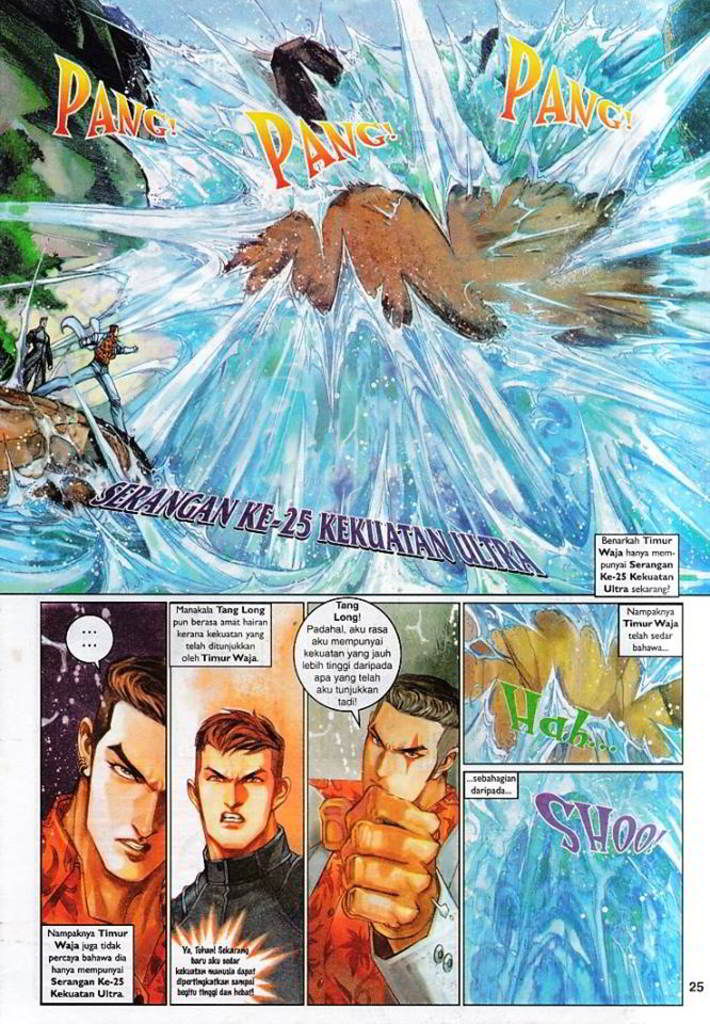 PANG!
PANG!
PANG!
SERANGAN KE-25 KEKUATAN ULTRA
Benarkah Timur
Waja hanya mem-
punyai Serangan
Ke-25 Kekuatan
Ultra sekarang?
...
...
Nampaknya Timur
Waja juga tidak
percaya bahawa dia
hanya mempunyai
Serangan Ke-25
Kekuatan Ultra.
Manakala Tang Long
pun berasa amat hairan
kerana kekuatan yang
telah ditunjukkan
oleh Timur Waja.
Ya, Tuhan! Sekarang
baru aku sedar
kekuatan manusia dapat
dipertingkatkan sampai
begitu tinggi dan hebat!
Tang
Long!
Padahal, aku rasa
aku mempunyai
kekuatan yang jauh
lebih tinggi daripada
apa yang telah
aku tunjukkan
tadi!
Nampaknya
Timur Waja
telah sedar
bahawa...
Hah...
...sebahagian
daripada...
SHOO!
25